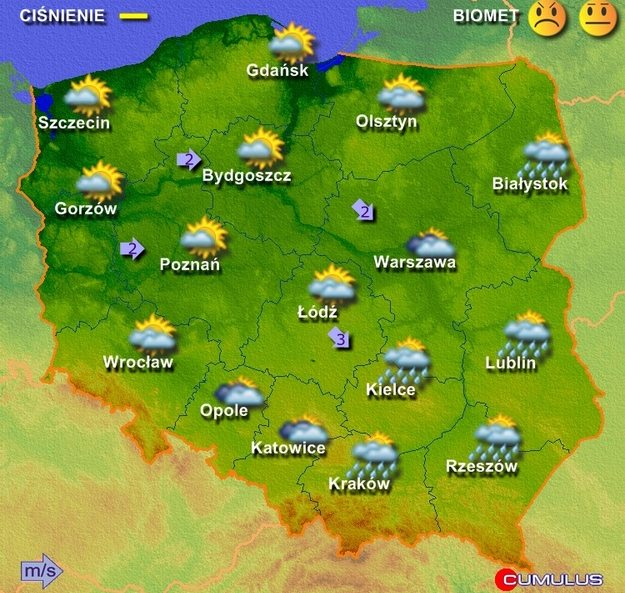 CIŚNIENIE
BIOMET
Gdańsk
Szczecin
Olsztyn
2
Bydgoszcz
Białystok
Gorzów
2
2
Poznań
Warszawa
Łódź
3
Wrocław
Lublin
Kielce
Opole
Katowice
Rzeszów
Kraków
m/s
CUMULUS